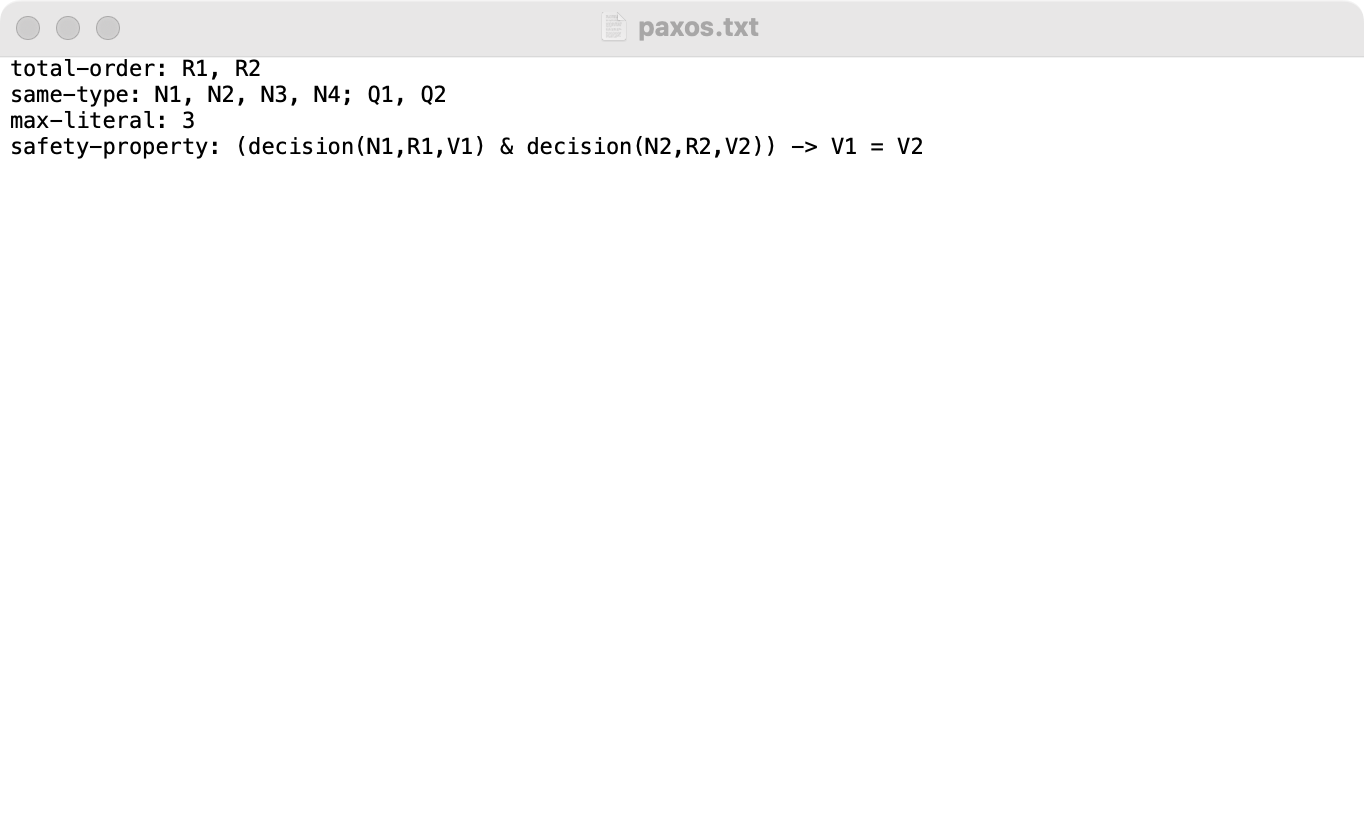 paxos.txt
total-order: R1, R2
same-type: N1, N2, N3, N4; Q1, Q2
max-literal: 3
safety-property: (decision(N1,R1,V1) & decision(N2,R2,V2)) -> V1 = V2